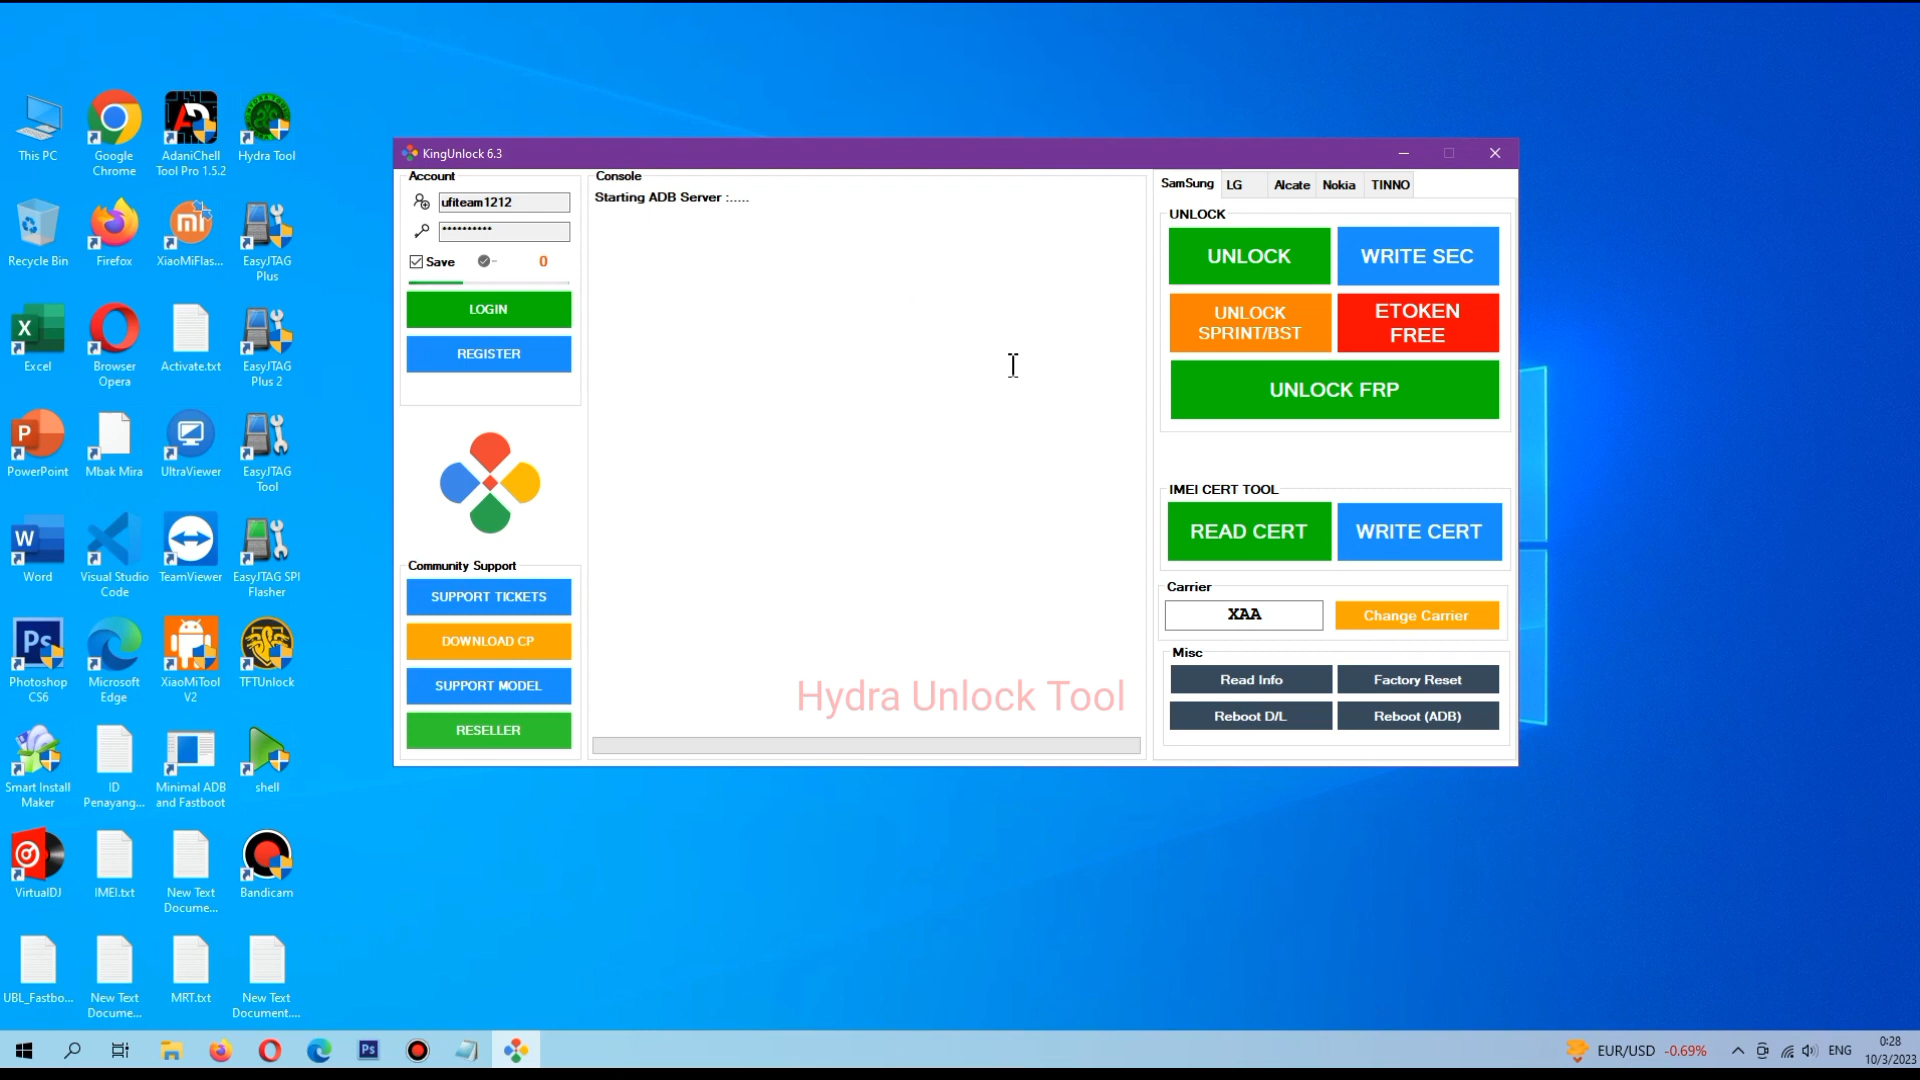 This PC
Google
Chrome
AdaniChell
Tool Pro 1.5.2
Hydra Tool
Recycle Bin
Firefox
XiaoMiFlas...
EasyJTAG
Plus
Excel
Browser
Opera
Activate.txt
EasyJTAG
Plus 2
PowerPoint
Mbak Mira
UltraViewer
EasyJTAG
Tool
Word
Visual Studio
Code
TeamViewer
EasyJTAG SPI
Flasher
Photoshop
CS6
Microsoft
Edge
XiaoMiTool
V2
TFTUnlock
Smart Install
Maker
ID
Penayang...
Minimal ADB
and Fastboot
shell
VirtualDJ
IMEI.txt
New Text
Docume...
Bandicam
UBL_Fastbo...
New Text
Docume...
MRT.txt
New Text
Document....
KingUnlock 6.3
Account
ufiteam1212
••••••••••
Save
0
LOGIN
REGISTER
Community Support
SUPPORT TICKETS
DOWNLOAD CP
SUPPORT MODEL
RESELLER
Console
Starting ADB Server :.....
Hydra Unlock Tool
SamSung
LG
Alcate
Nokia
TINNO
UNLOCK
UNLOCK
WRITE SEC
UNLOCK
SPRINT/BST
ETOKEN
FREE
UNLOCK FRP
IMEI CERT TOOL
READ CERT
WRITE CERT
Carrier
XAA
Change Carrier
Misc
Read Info
Factory Reset
Reboot D/L
Reboot (ADB)
EUR/USD -0.69%
ENG
0:28
10/3/2023